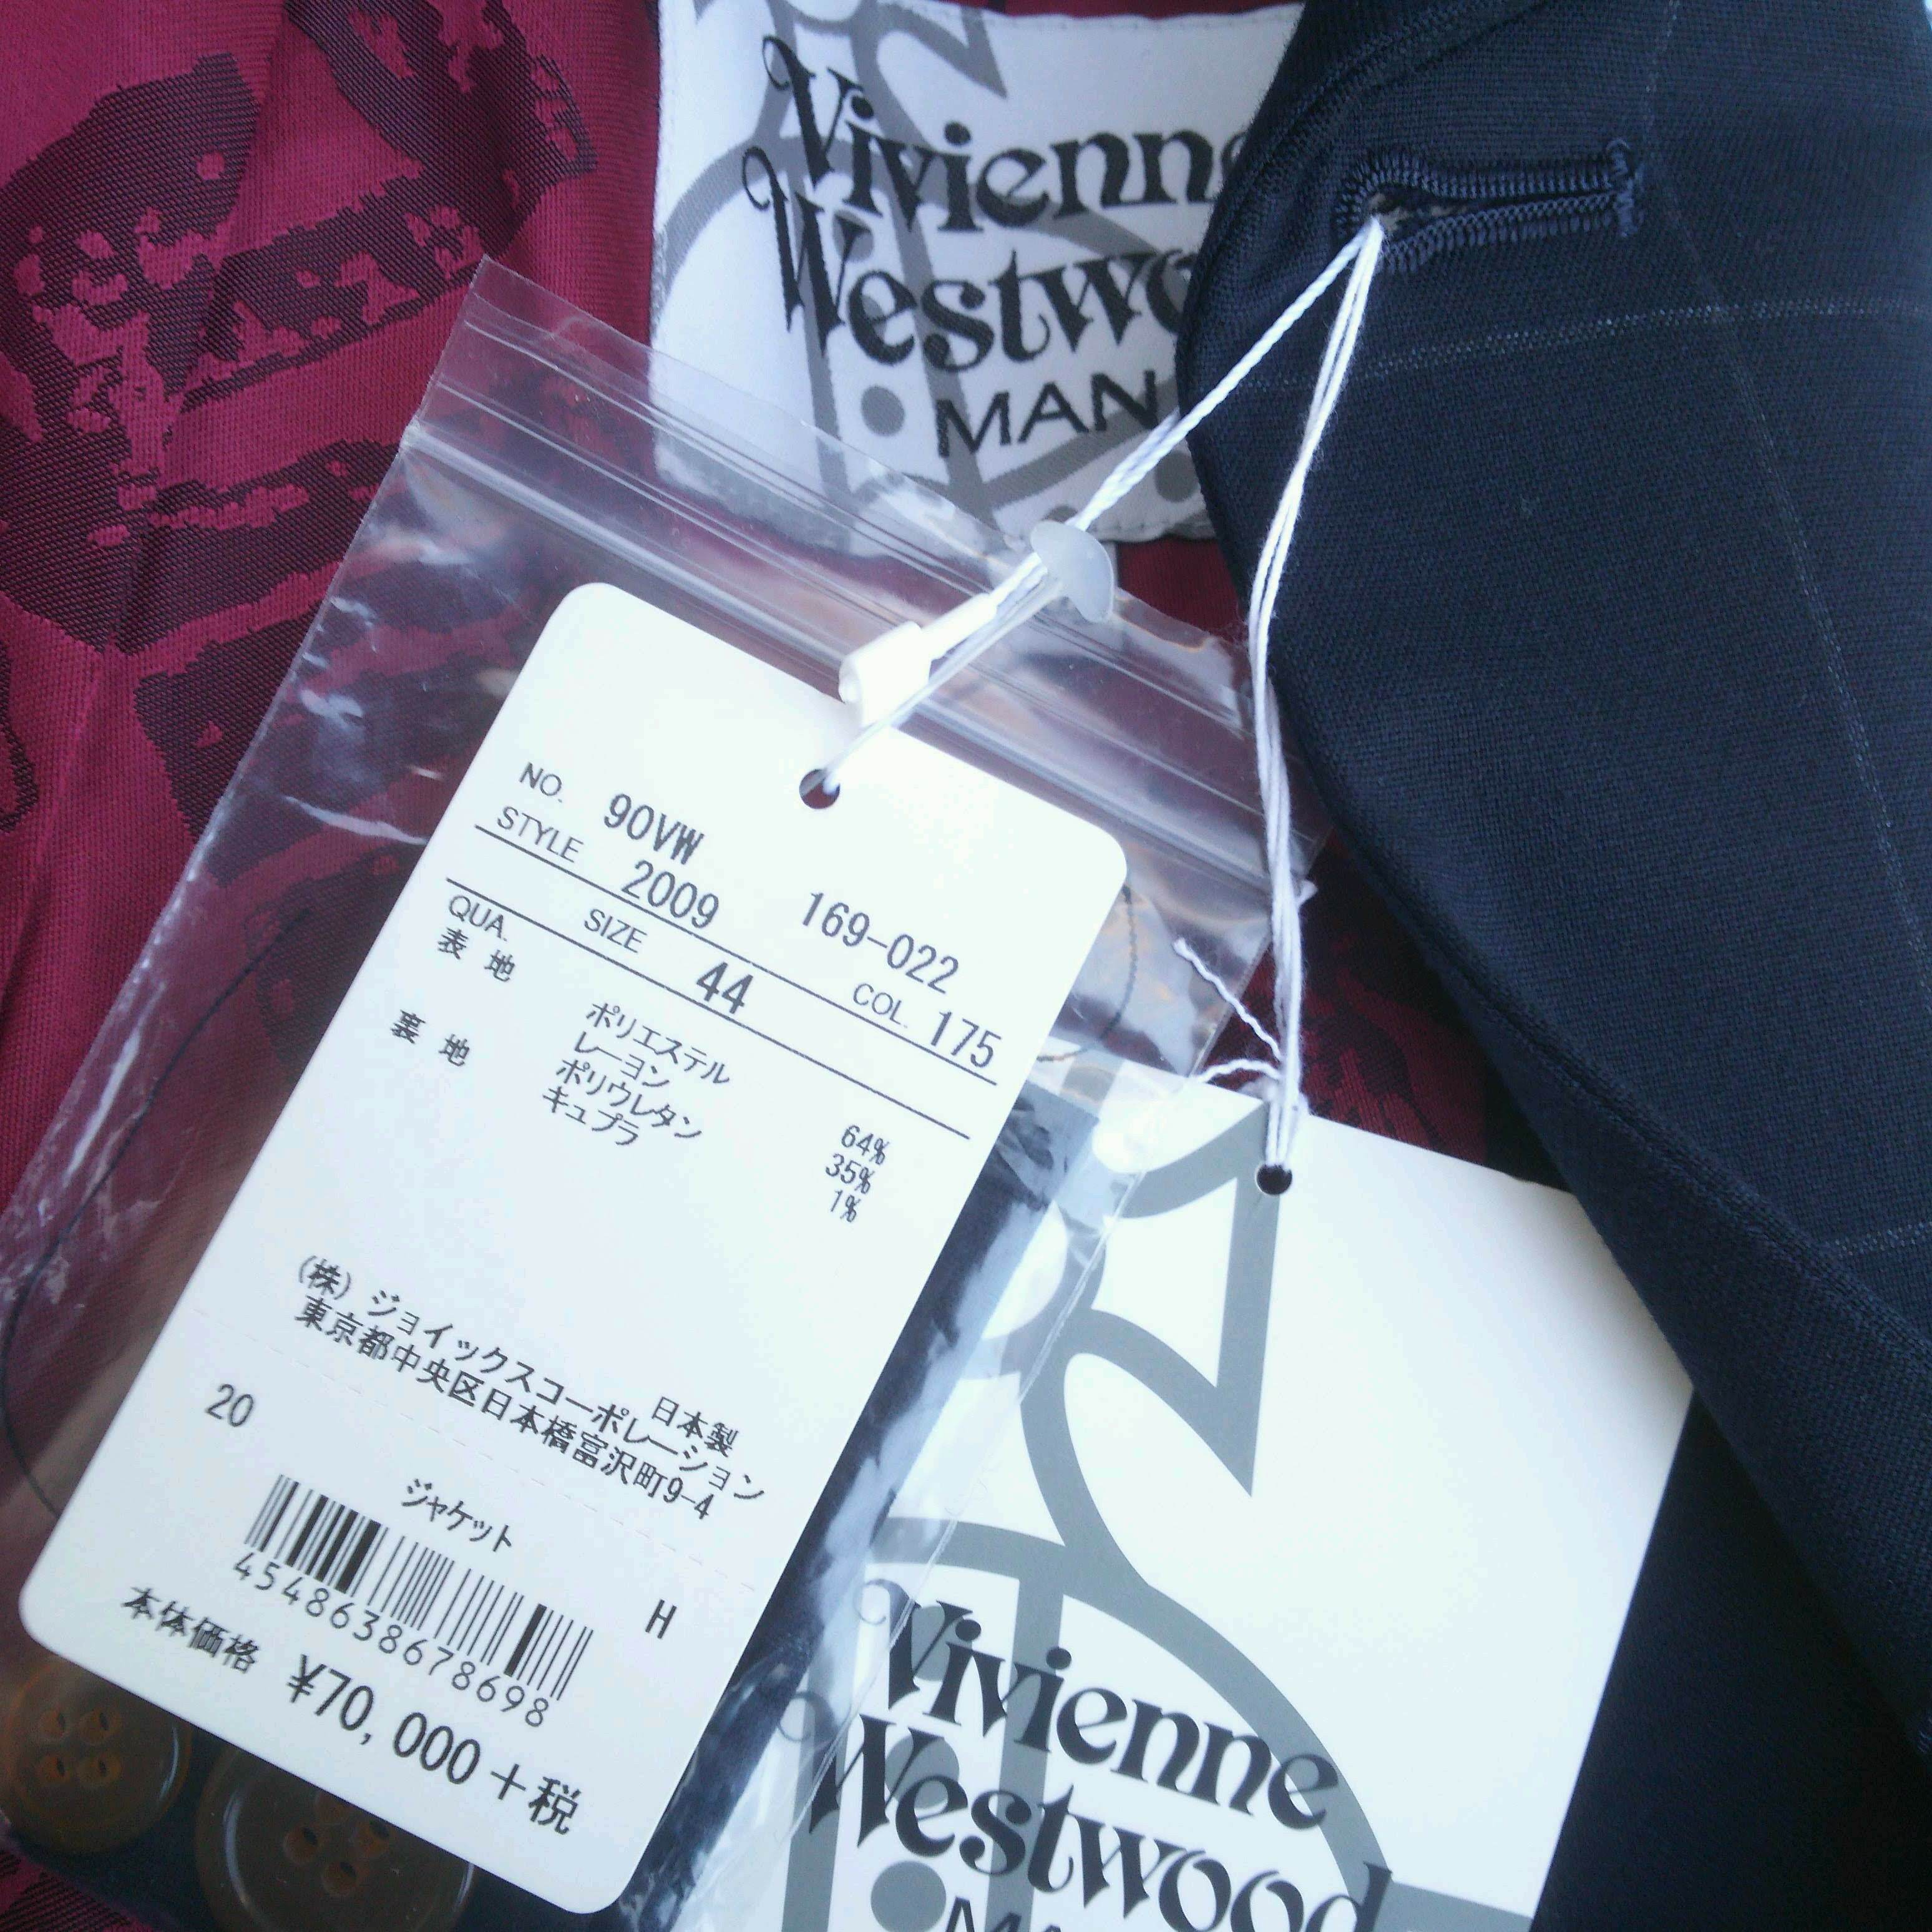 Vivienne
Westwo
MAN
NO. 90VW 169-022
STYLE 2009
QUA. SIZE 44 COL. 175
表 地 ポリエステル 64%
レーヨン 35%
ポリウレタン 1%
裏 地 キュプラ
日本製
(株) ジョイックスコーポレーション
東京都中央区日本橋富沢町9-4
20
ジャケット
H
4548638678698
本体価格 ¥70,000+税
Vivienne
Westwood
MA